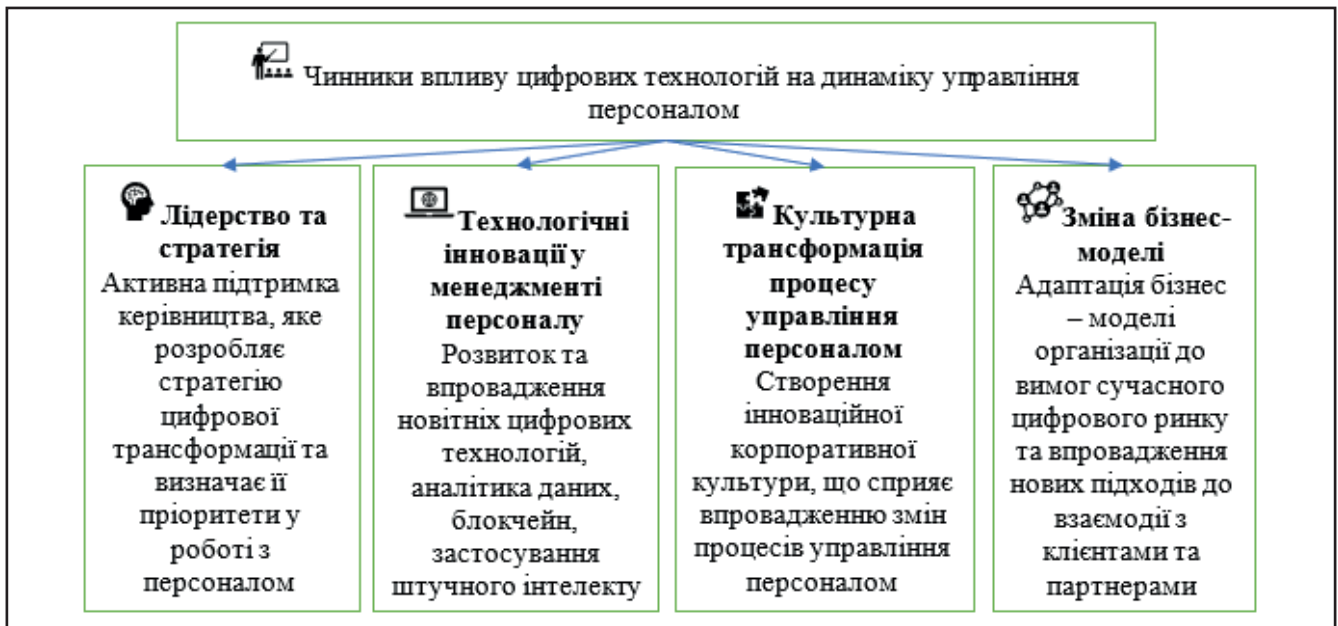 Чинники впливу цифрових технологій на динаміку управління
персоналом
Лідерство та
стратегія
Активна підтримка
керівництва, яке
розробляє
стратегію
цифрової
трансформації та
визначає її
пріоритети у
роботі з
персоналом
Технологічні
інновації у
менеджменті
персоналу
Розвиток та
впровадження
новітніх цифрових
технологій,
аналітика даних,
блокчейн,
застосування
штучного інтелекту
Культурна
трансформація
процесу
управління
персоналом
Створення
інноваційної
корпоративної
культури, що сприяє
впровадженню змін
процесів управління
персоналом
Зміна бізнес-
моделі
Адаптація бізнес
– моделі
організації до
вимог сучасного
цифрового ринку
та впровадження
нових підходів до
взаємодії з
клієнтами та
партнерами